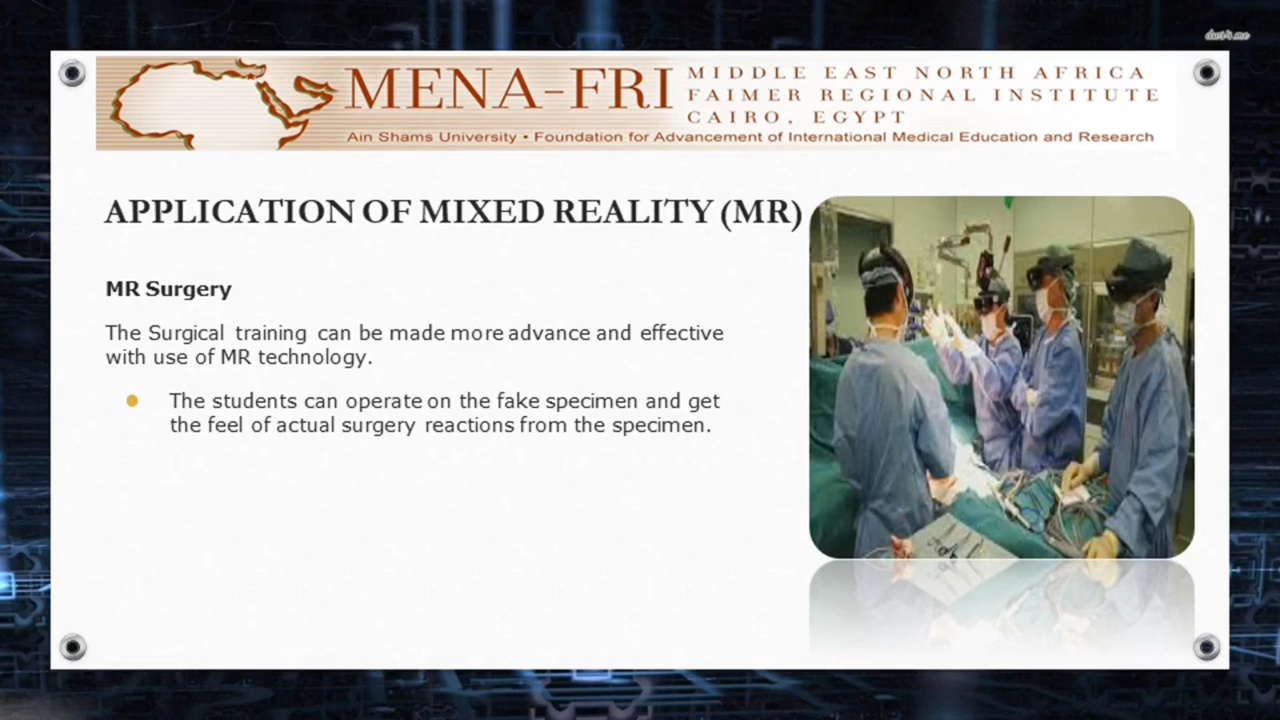 MENA-FRI
MIDDLE EAST NORTH AFRICA
FAIMER REGIONAL INSTITUTE
CAIRO, EGYPT
Ain Shams University • Foundation for Advancement of International Medical Education and Research
APPLICATION OF MIXED REALITY (MR)
MR Surgery
The Surgical training can be made more advance and effective
with use of MR technology.
The students can operate on the fake specimen and get
the feel of actual surgery reactions from the specimen.